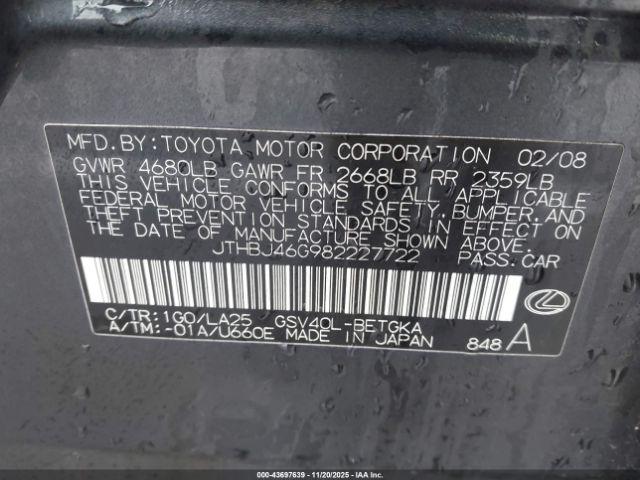 MFD.BY:TOYOTA MOTOR CORPORATION 02/08
GVWR 4680LB GAWR FR 2668LB RR 2359LB
THIS VEHICLE CONFORMS TO ALL APPLICABLE
FEDERAL MOTOR VEHICLE SAFETY,BUMPER,AND
THEFT PREVENTION STANDARDS IN EFFECT ON
THE DATE OF MANUFACTURE SHOWN ABOVE.
JTHBJ46G982227722 PASS.CAR
C/TR:1G0/LA25 GSV40L-BETGKA
A/TM:-01A/U660E MADE IN JAPAN 848 A
000-43697639 - 11/20/2025 - IAA, Inc.